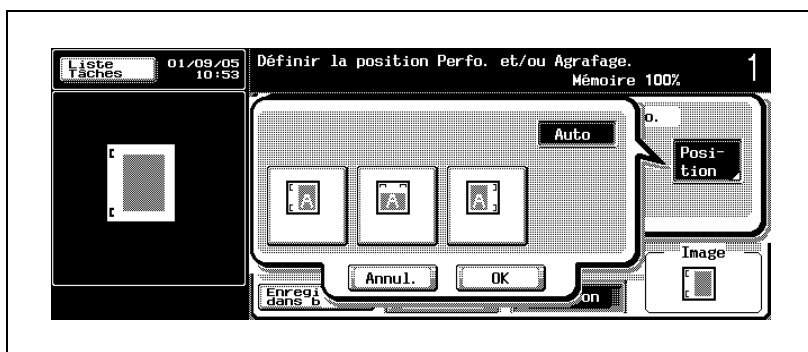 Liste
Tâches
01/09/05
10:53
Définir la position Perfo. et/ou Agrafage.
Mémoire 100%
1
o.
Auto
Posi-
tion
A
A
A
Image
Annul.
OK
Enregi
dans b
on